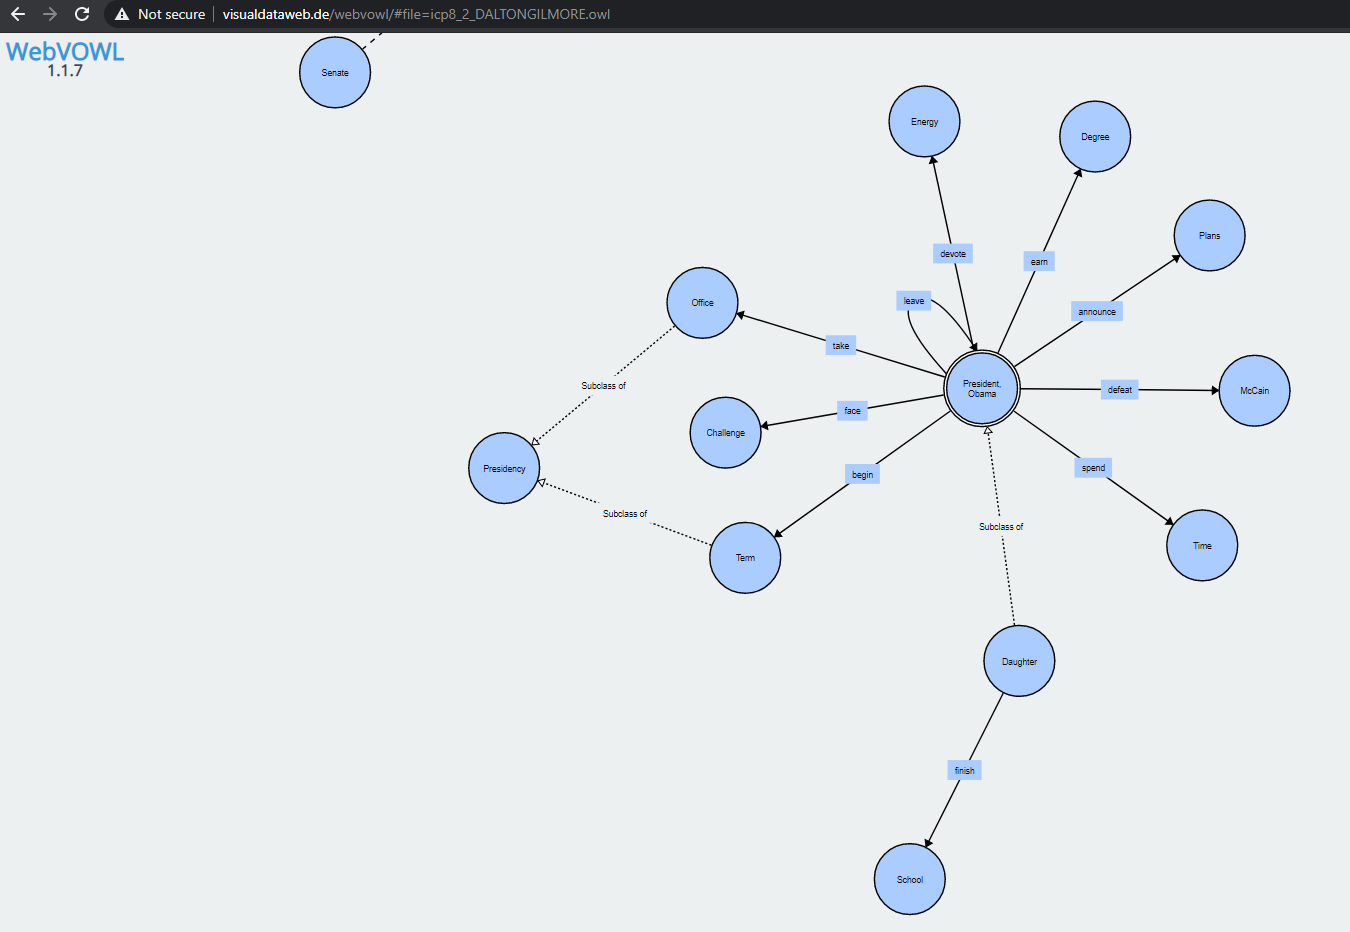 Not secure
visualdataweb.de/webvowl/#file=icp8_2_DALTONGILMORE.owl
WebVOWL
1.1.7
Senate
Energy
Degree
Plans
devote
earn
leave
announce
Office
take
President,
Obama
Subclass of
defeat
McCain
face
Challenge
Presidency
begin
spend
Subclass of
Subclass of
Term
Time
Daughter
finish
School